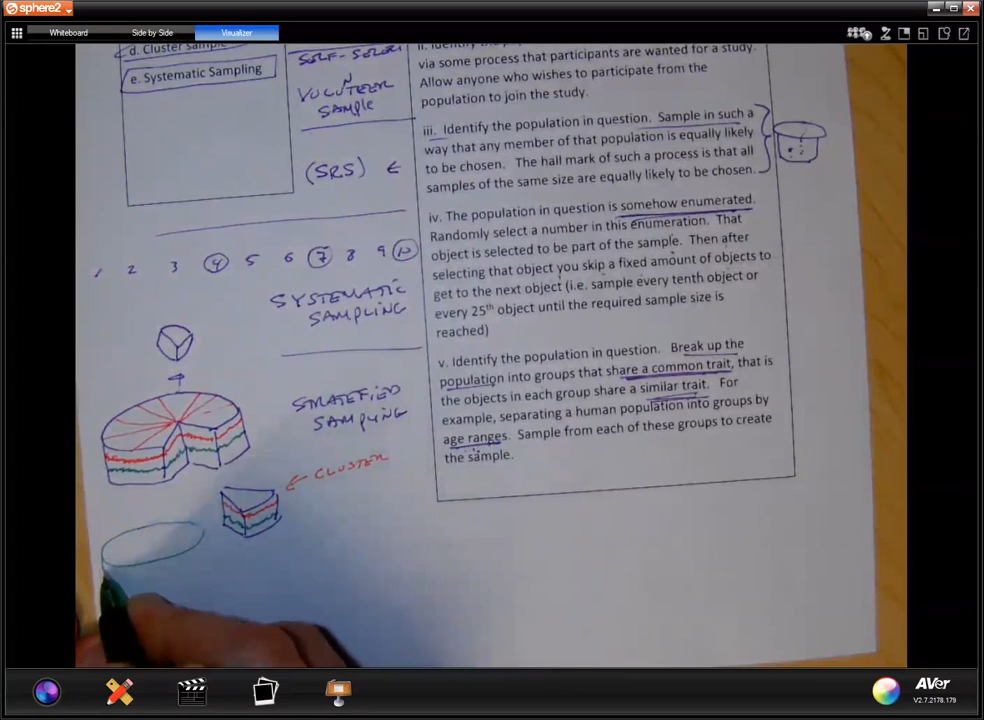 sphere2
Whiteboard
Side by Side
Visualizer
d. Cluster Sample
e. Systematic Sampling
SELF-SELECT
VOLUNTEER
SAMPLE
(SRS) ←
1 2 3 4 5 6 7 8 9 10
SYSTEMATIC
SAMPLING
STRATEFIED
SAMPLING
← CLUSTER
via some process that participants are wanted for a study.
Allow anyone who wishes to participate from the
population to join the study.
iii. Identify the population in question. Sample in such a
way that any member of that population is equally likely
to be chosen. The hall mark of such a process is that all
samples of the same size are equally likely to be chosen.
iv. The population in question is somehow enumerated.
Randomly select a number in this enumeration. That
object is selected to be part of the sample. Then after
selecting that object you skip a fixed amount of objects to
get to the next object (i.e. sample every tenth object or
every 25th object until the required sample size is
reached)
v. Identify the population in question. Break up the
population into groups that share a common trait, that is
the objects in each group share a similar trait. For
example, separating a human population into groups by
age ranges. Sample from each of these groups to create
the sample.
AVer
V2.7.2178.179